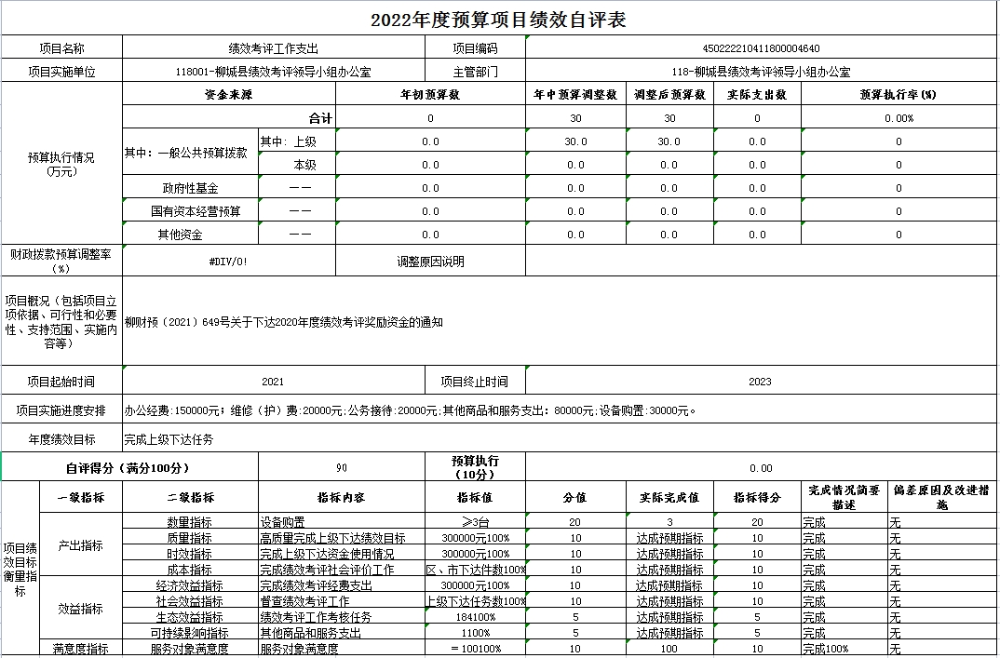 2022年度预算项目绩效自评表
项目名称 绩效考评工作支出 项目编码 450222210411800004640
项目实施单位 118001-柳城县绩效考评领导小组办公室 主管部门 118-柳城县绩效考评领导小组办公室
预算执行情况
(万元)
资金来源 年初预算数 年中预算调整数 调整后预算数 实际支出数 预算执行率(%)
合计 0 30 30 0 0.00%
其中：一般公共预算拨款 其中：上级 0.0 30.0 30.0 0.0 0
本级 0.0 0.0 0.0 0.0 0
政府性基金 —— 0.0 0.0 0.0 0.0 0
国有资本经营预算 —— 0.0 0.0 0.0 0.0 0
其他资金 —— 0.0 0.0 0.0 0.0 0
财政拨款预算调整率
（%）
#DIV/0! 调整原因说明
项目概况（包括项目立
项依据、可行性和必要
性、支持范围、实施内
容等）
柳财预（2021）649号关于下达2020年度绩效考评奖励资金的通知
项目起始时间 2021 项目终止时间 2023
项目实施进度安排 办公经费:150000元；维修（护）费:20000元;公务接待:20000元;其他商品和服务支出：80000元;设备购置:30000元。
年度绩效目标 完成上级下达任务
自评得分（满分100分） 90 预算执行
（10分） 0.00
项目绩
效目标
衡量指
标
一级指标 二级指标 指标内容 指标值 分值 实际完成值 指标得分 完成情况简要
描述 偏差原因及改进措
施
产出指标 数量指标 设备购置 ≥3台 20 3 20 完成 无
质量指标 高质量完成上级下达绩效目标 300000元100% 10 达成预期指标 10 完成 无
时效指标 完成上级下达资金使用情况 300000元100% 10 达成预期指标 10 完成 无
成本指标 完成绩效考评社会评价工作 区、市下达件数100% 10 达成预期指标 10 完成 无
效益指标 经济效益指标 完成绩效考评经费支出 300000元100% 10 达成预期指标 10 完成 无
社会效益指标 督查绩效考评工作 上级下达任务数100% 10 达成预期指标 10 完成 无
生态效益指标 绩效考评工作考核任务 184100% 5 达成预期指标 5 完成 无
可持续影响指标 其他商品和服务支出 1100% 5 达成预期指标 5 完成 无
满意度指标 服务对象满意度 服务对象满意度 ＝100100% 10 100 10 完成100% 无